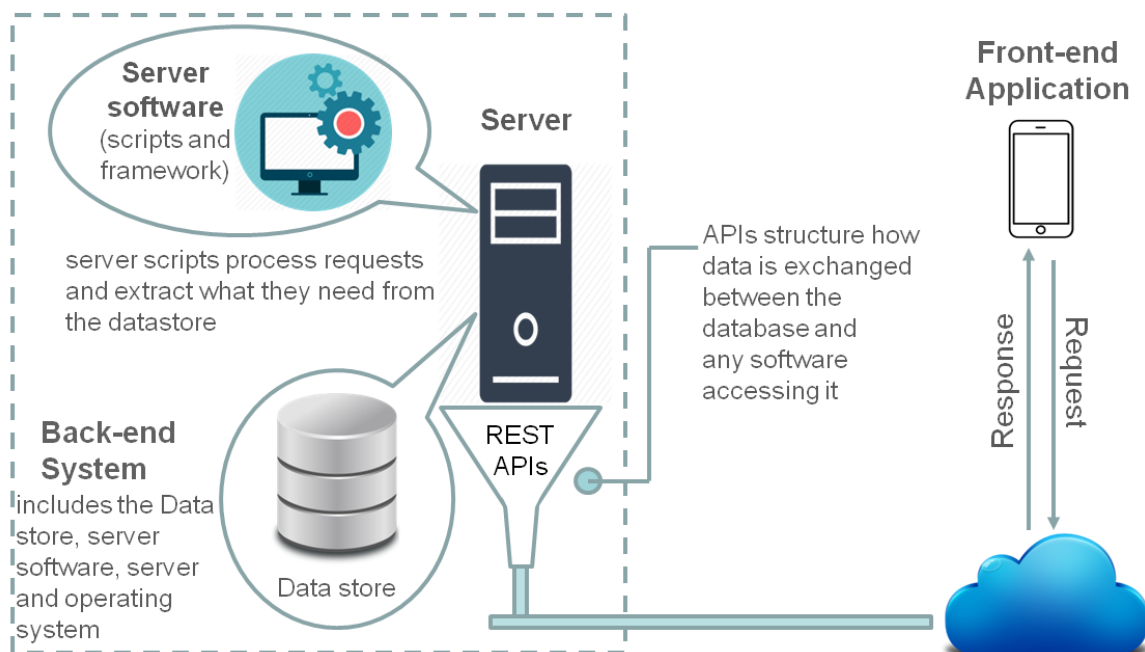 Server
software
(scripts and
framework)
Server
server scripts process requests
and extract what they need from
the datastore
Back-end
System
includes the Data
store, server
software, server
and operating
system
Data store
REST
APIs
APIs structure how
data is exchanged
between the
database and
any software
accessing it
Front-end
Application
Response
Request